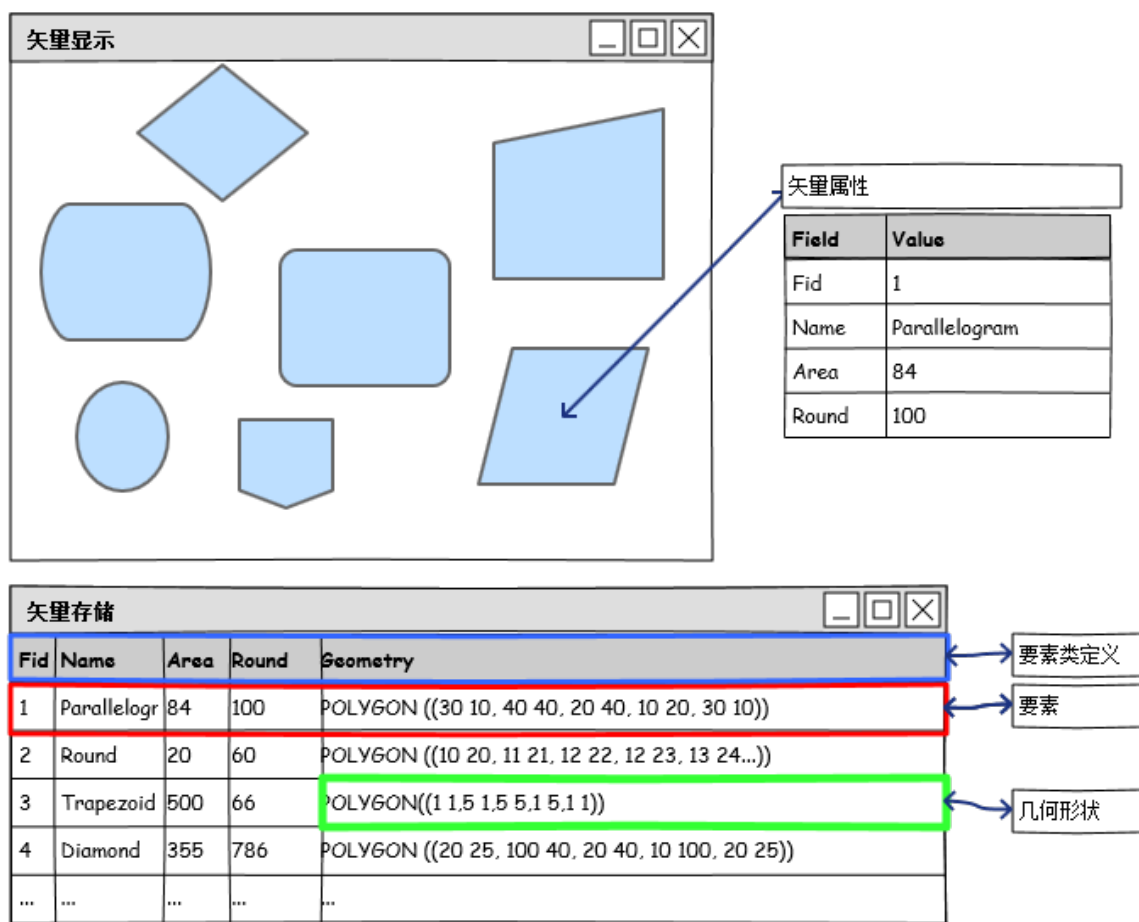 矢量显示
矢量属性
Field Value
Fid 1
Name Parallelogram
Area 84
Round 100
矢量存储
Fid Name Area Round Geometry
要素类定义
1 Parallelogr 84 100 POLYGON ((30 10, 40 40, 20 40, 10 20, 30 10))
要素
2 Round 20 60 POLYGON ((10 20, 11 21, 12 22, 12 23, 13 24...))
3 Trapezoid 500 66 POLYGON((1 1,5 1,5 5,1 5,1 1))
几何形状
4 Diamond 355 786 POLYGON ((20 25, 100 40, 20 40, 10 100, 20 25))
... ... ... ... ...